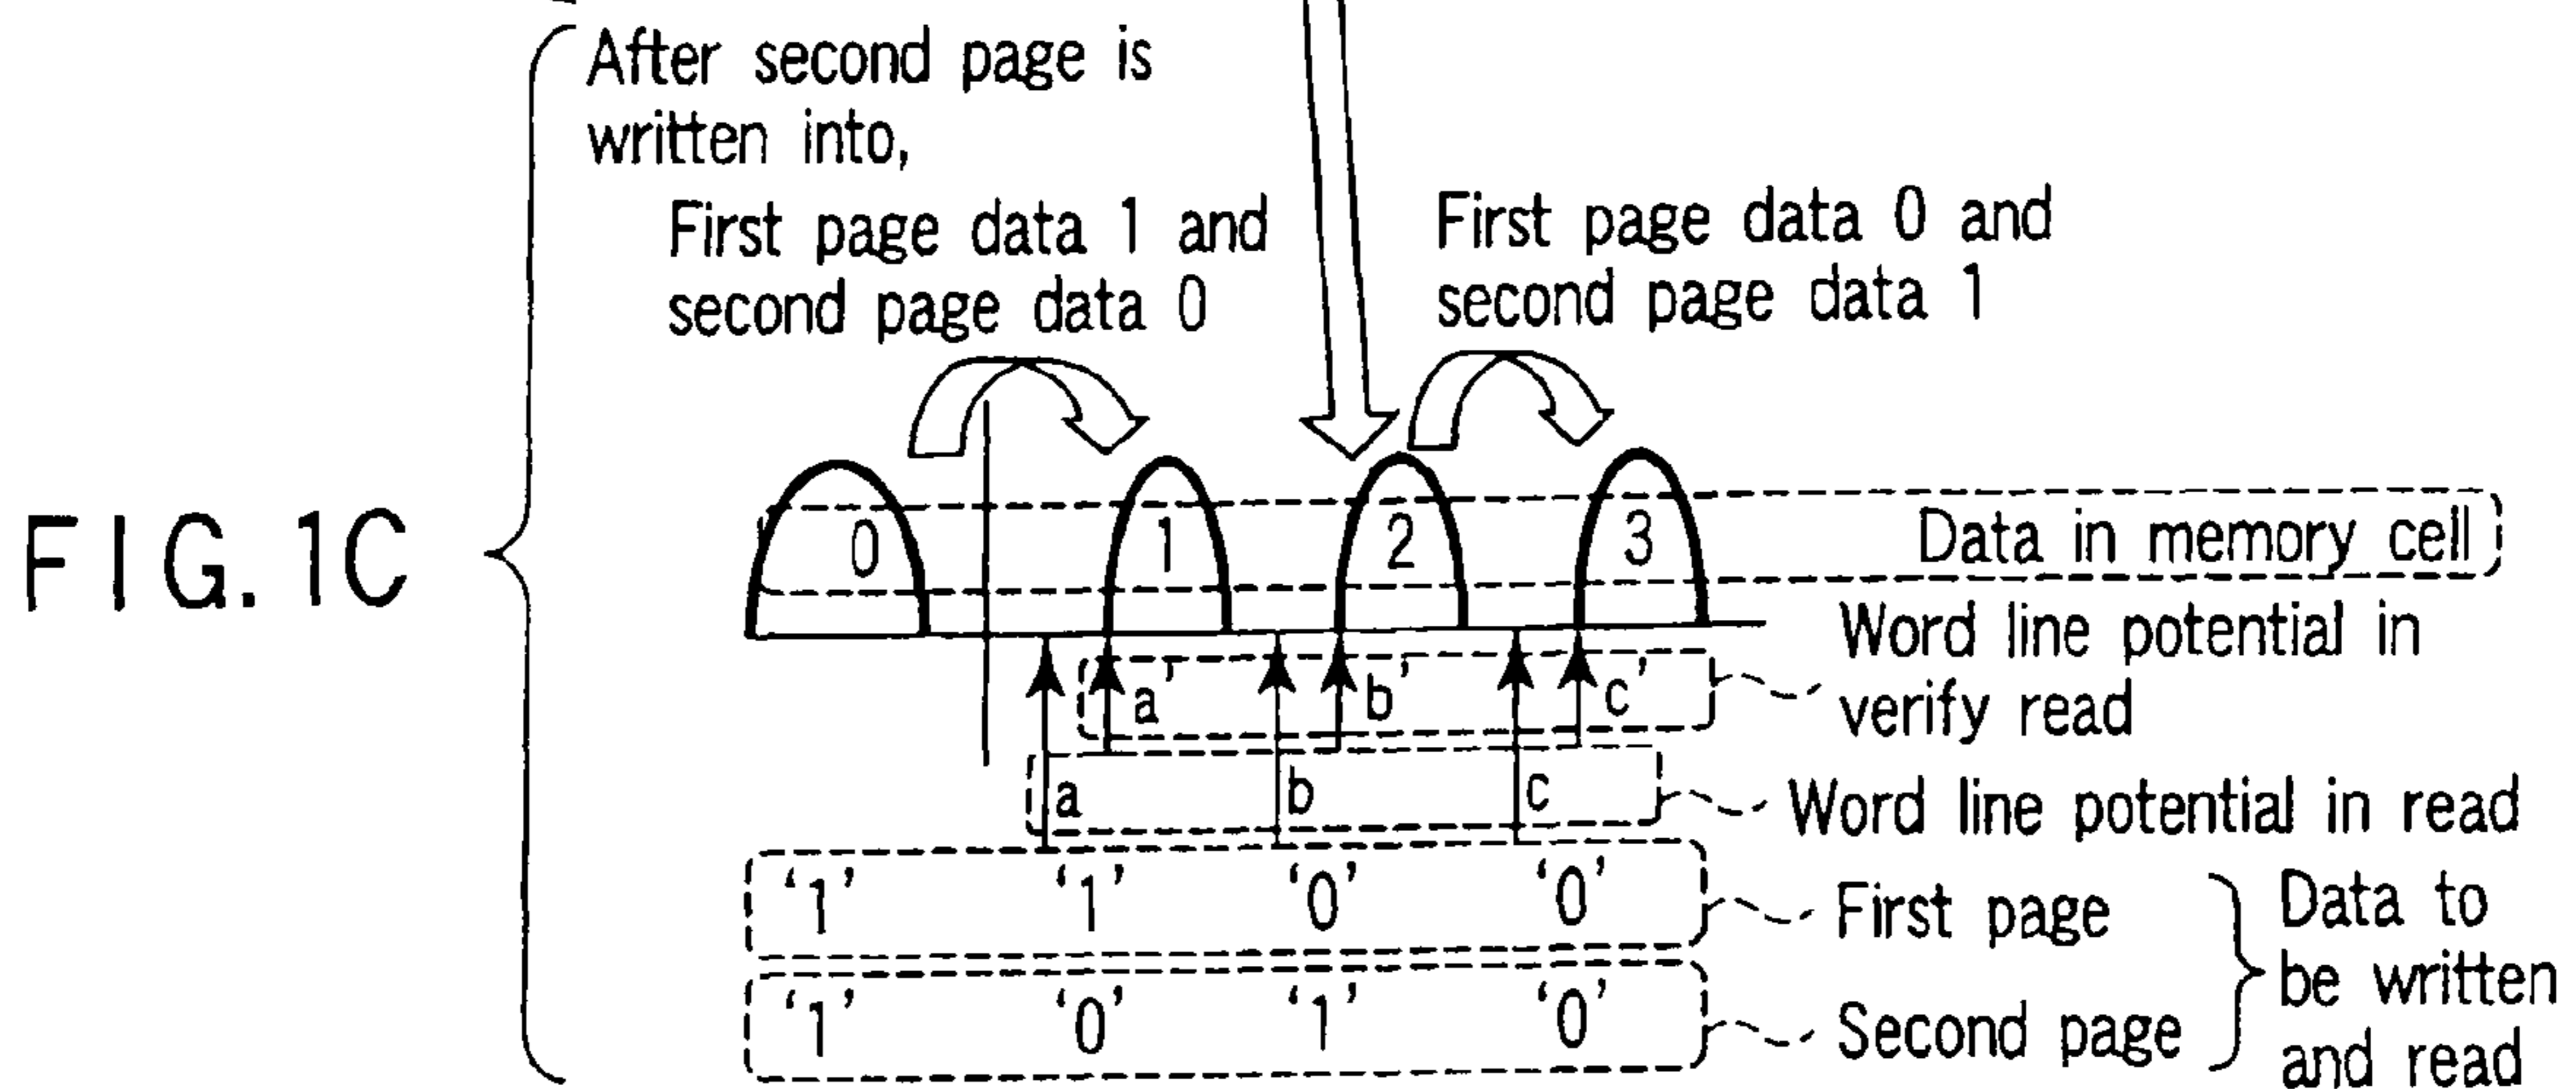 After second page is
written into,
First page data 1 and
second page data 0
First page data 0 and
second page data 1
FIG. 1C
0 1 2 3 Data in memory cell
a' b' c' Word line potential in
verify read
a b c Word line potential in read
'1' '1' '0' '0' First page
'1' '0' '1' '0' Second page
Data to
be written
and read